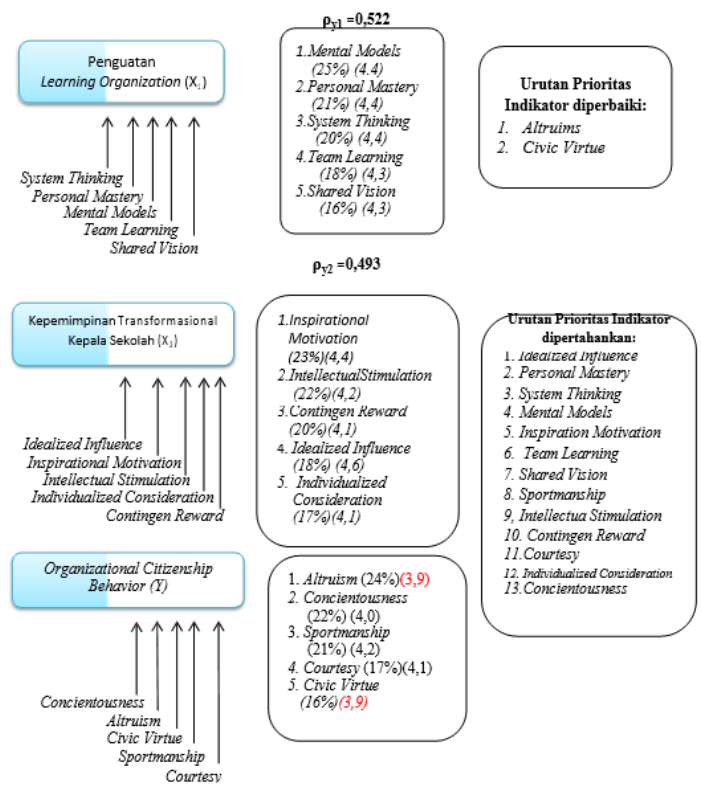 ρy1 =0,522
Penguatan
Learning Organization (X1)
System Thinking
Personal Mastery
Mental Models
Team Learning
Shared Vision
1.Mental Models
(25%) (4.4)
2.Personal Mastery
(21%) (4,4)
3.System Thinking
(20%) (4,4)
4.Team Learning
(18%) (4,3)
5.Shared Vision
(16%) (4,3)
Urutan Prioritas
Indikator diperbaiki:
1. Altruims
2. Civic Virtue
ρy2 =0,493
Kepemimpinan Transformasional
Kepala Sekolah (X2)
Idealized Influence
Inspirational Motivation
Intellectual Stimulation
Individualized Consideration
Contingen Reward
1.Inspirational
Motivation
(23%)(4,4)
2.IntellectualStimulation
(22%)(4,2)
3.Contingen Reward
(20%)(4,1)
4. Idealized Influence
(18%) (4,6)
5. Individualized
Consideration
(17%)(4,1)
Urutan Prioritas Indikator
dipertahankan:
1. Idealized Influence
2. Personal Mastery
3. System Thinking
4. Mental Models
5. Inspiration Motivation
6. Team Learning
7. Shared Vision
8. Sportmanship
9, Intellectua Stimulation
10. Contingen Reward
11.Courtesy
12. Individualized Consideration
13.Concientousness
Organizational Citizenship
Behavior (Y)
Concientousness
Altruism
Civic Virtue
Sportmanship
Courtesy
1. Altruism (24%)(3,9)
2. Concientousness
(22%) (4,0)
3. Sportmanship
(21%) (4,2)
4. Courtesy (17%)(4,1)
5. Civic Virtue
(16%)(3,9)